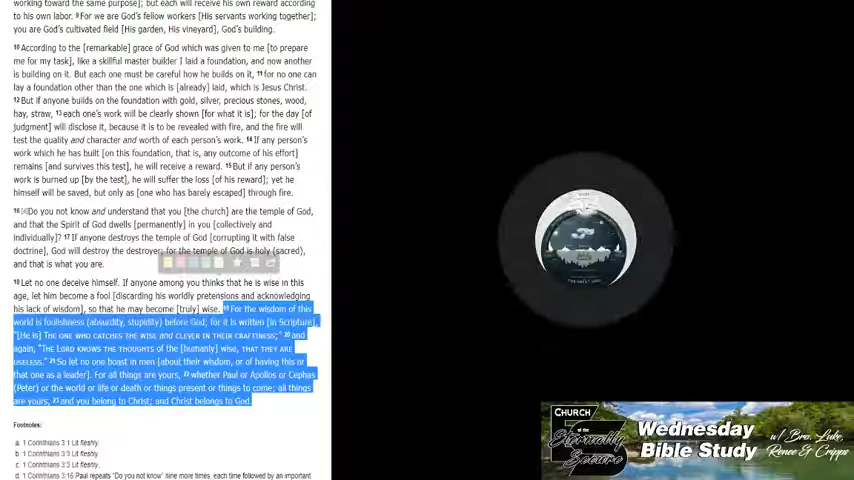 working toward the same purpose]; but each will receive his own reward according
to his own labor. 9 For we are God's fellow workers [His servants working together];
you are God's cultivated field [His garden, His vineyard], God's building.
10 According to the [remarkable] grace of God which was given to me [to prepare
me for my task], like a skillful master builder I laid a foundation, and now another
is building on it. But each one must be careful how he builds on it, 11 for no one can
lay a foundation other than the one which is [already] laid, which is Jesus Christ.
12 But if anyone builds on the foundation with gold, silver, precious stones, wood,
hay, straw, 13 each one's work will be clearly shown [for what it is]; for the day [of
judgment] will disclose it, because it is to be revealed with fire, and the fire will
test the quality and character and worth of each person's work. 14 If any person's
work which he has built [on this foundation, that is, any outcome of his effort]
remains [and survives this test], he will receive a reward. 15 But if any person's
work is burned up [by the test], he will suffer the loss [of his reward]; yet he
himself will be saved, but only as [one who has barely escaped] through fire.
16 [d]Do you not know and understand that you [the church] are the temple of God,
and that the Spirit of God dwells [permanently] in you [collectively and
individually]? 17 If anyone destroys the temple of God [corrupting it with false
doctrine], God will destroy the destroyer; for the temple of God is holy (sacred),
and that is what you are.
18 Let no one deceive himself. If anyone among you thinks that he is wise in this
age, let him become a fool [discarding his worldly pretensions and acknowledging
his lack of wisdom], so that he may become [truly] wise. 19 For the wisdom of this
world is foolishness (absurdity, stupidity) before God; for it is written [in Scripture],
"[He is] THE ONE WHO CATCHES THE WISE and CLEVER IN THEIR CRAFTINESS;" 20 and
again, "THE LORD KNOWS THE THOUGHTS of the [humanly] wise, THAT THEY ARE
USELESS." 21 So let no one boast in men [about their wisdom, or of having this or
that one as a leader]. For all things are yours, 22 whether Paul or Apollos or Cephas
(Peter) or the world or life or death or things present or things to come; all things
are yours, 23 and you belong to Christ; and Christ belongs to God.
Footnotes:
a. 1 Corinthians 3:1 Lit fleshy.
b. 1 Corinthians 3:3 Lit fleshly.
c. 1 Corinthians 3:3 Lit fleshly.
d. 1 Corinthians 3:16 Paul repeats "Do you not know" nine more times, each time followed by an important
CHURCH
of the
Eternally
Secure
Wednesday
Bible Study
w/ Bro. Luke,
Renee & Cripps